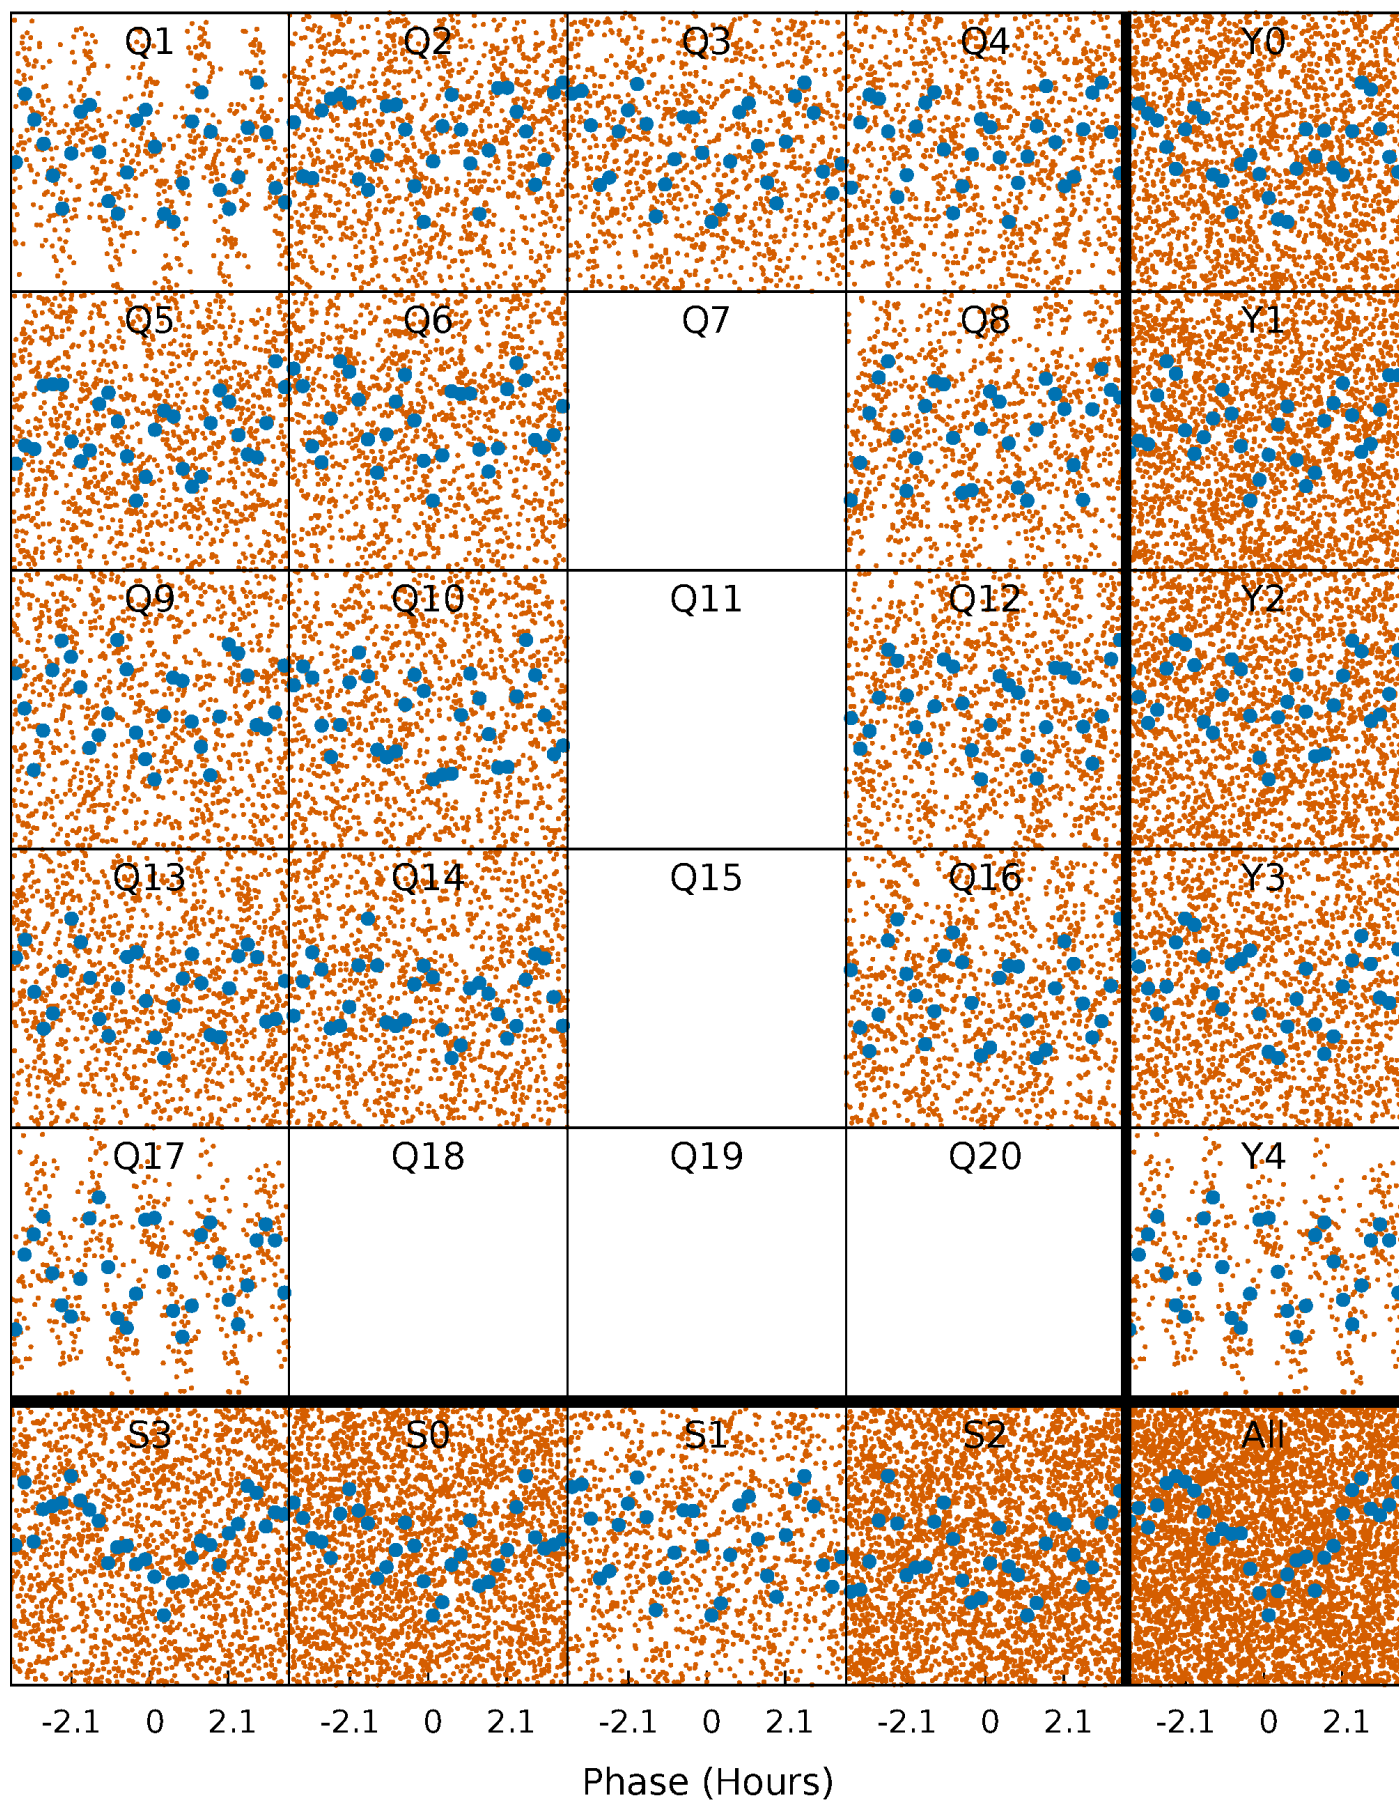 Q1 Q2 Q3 Q4 Y0
Q5 Q6 Q7 Q8 Y1
Q9 Q10 Q11 Q12 Y2
Q13 Q14 Q15 Q16 Y3
Q17 Q18 Q19 Q20 Y4
S3 S0 S1 S2 All
-2.1 0 2.1 -2.1 0 2.1 -2.1 0 2.1 -2.1 0 2.1 -2.1 0 2.1
Phase (Hours)